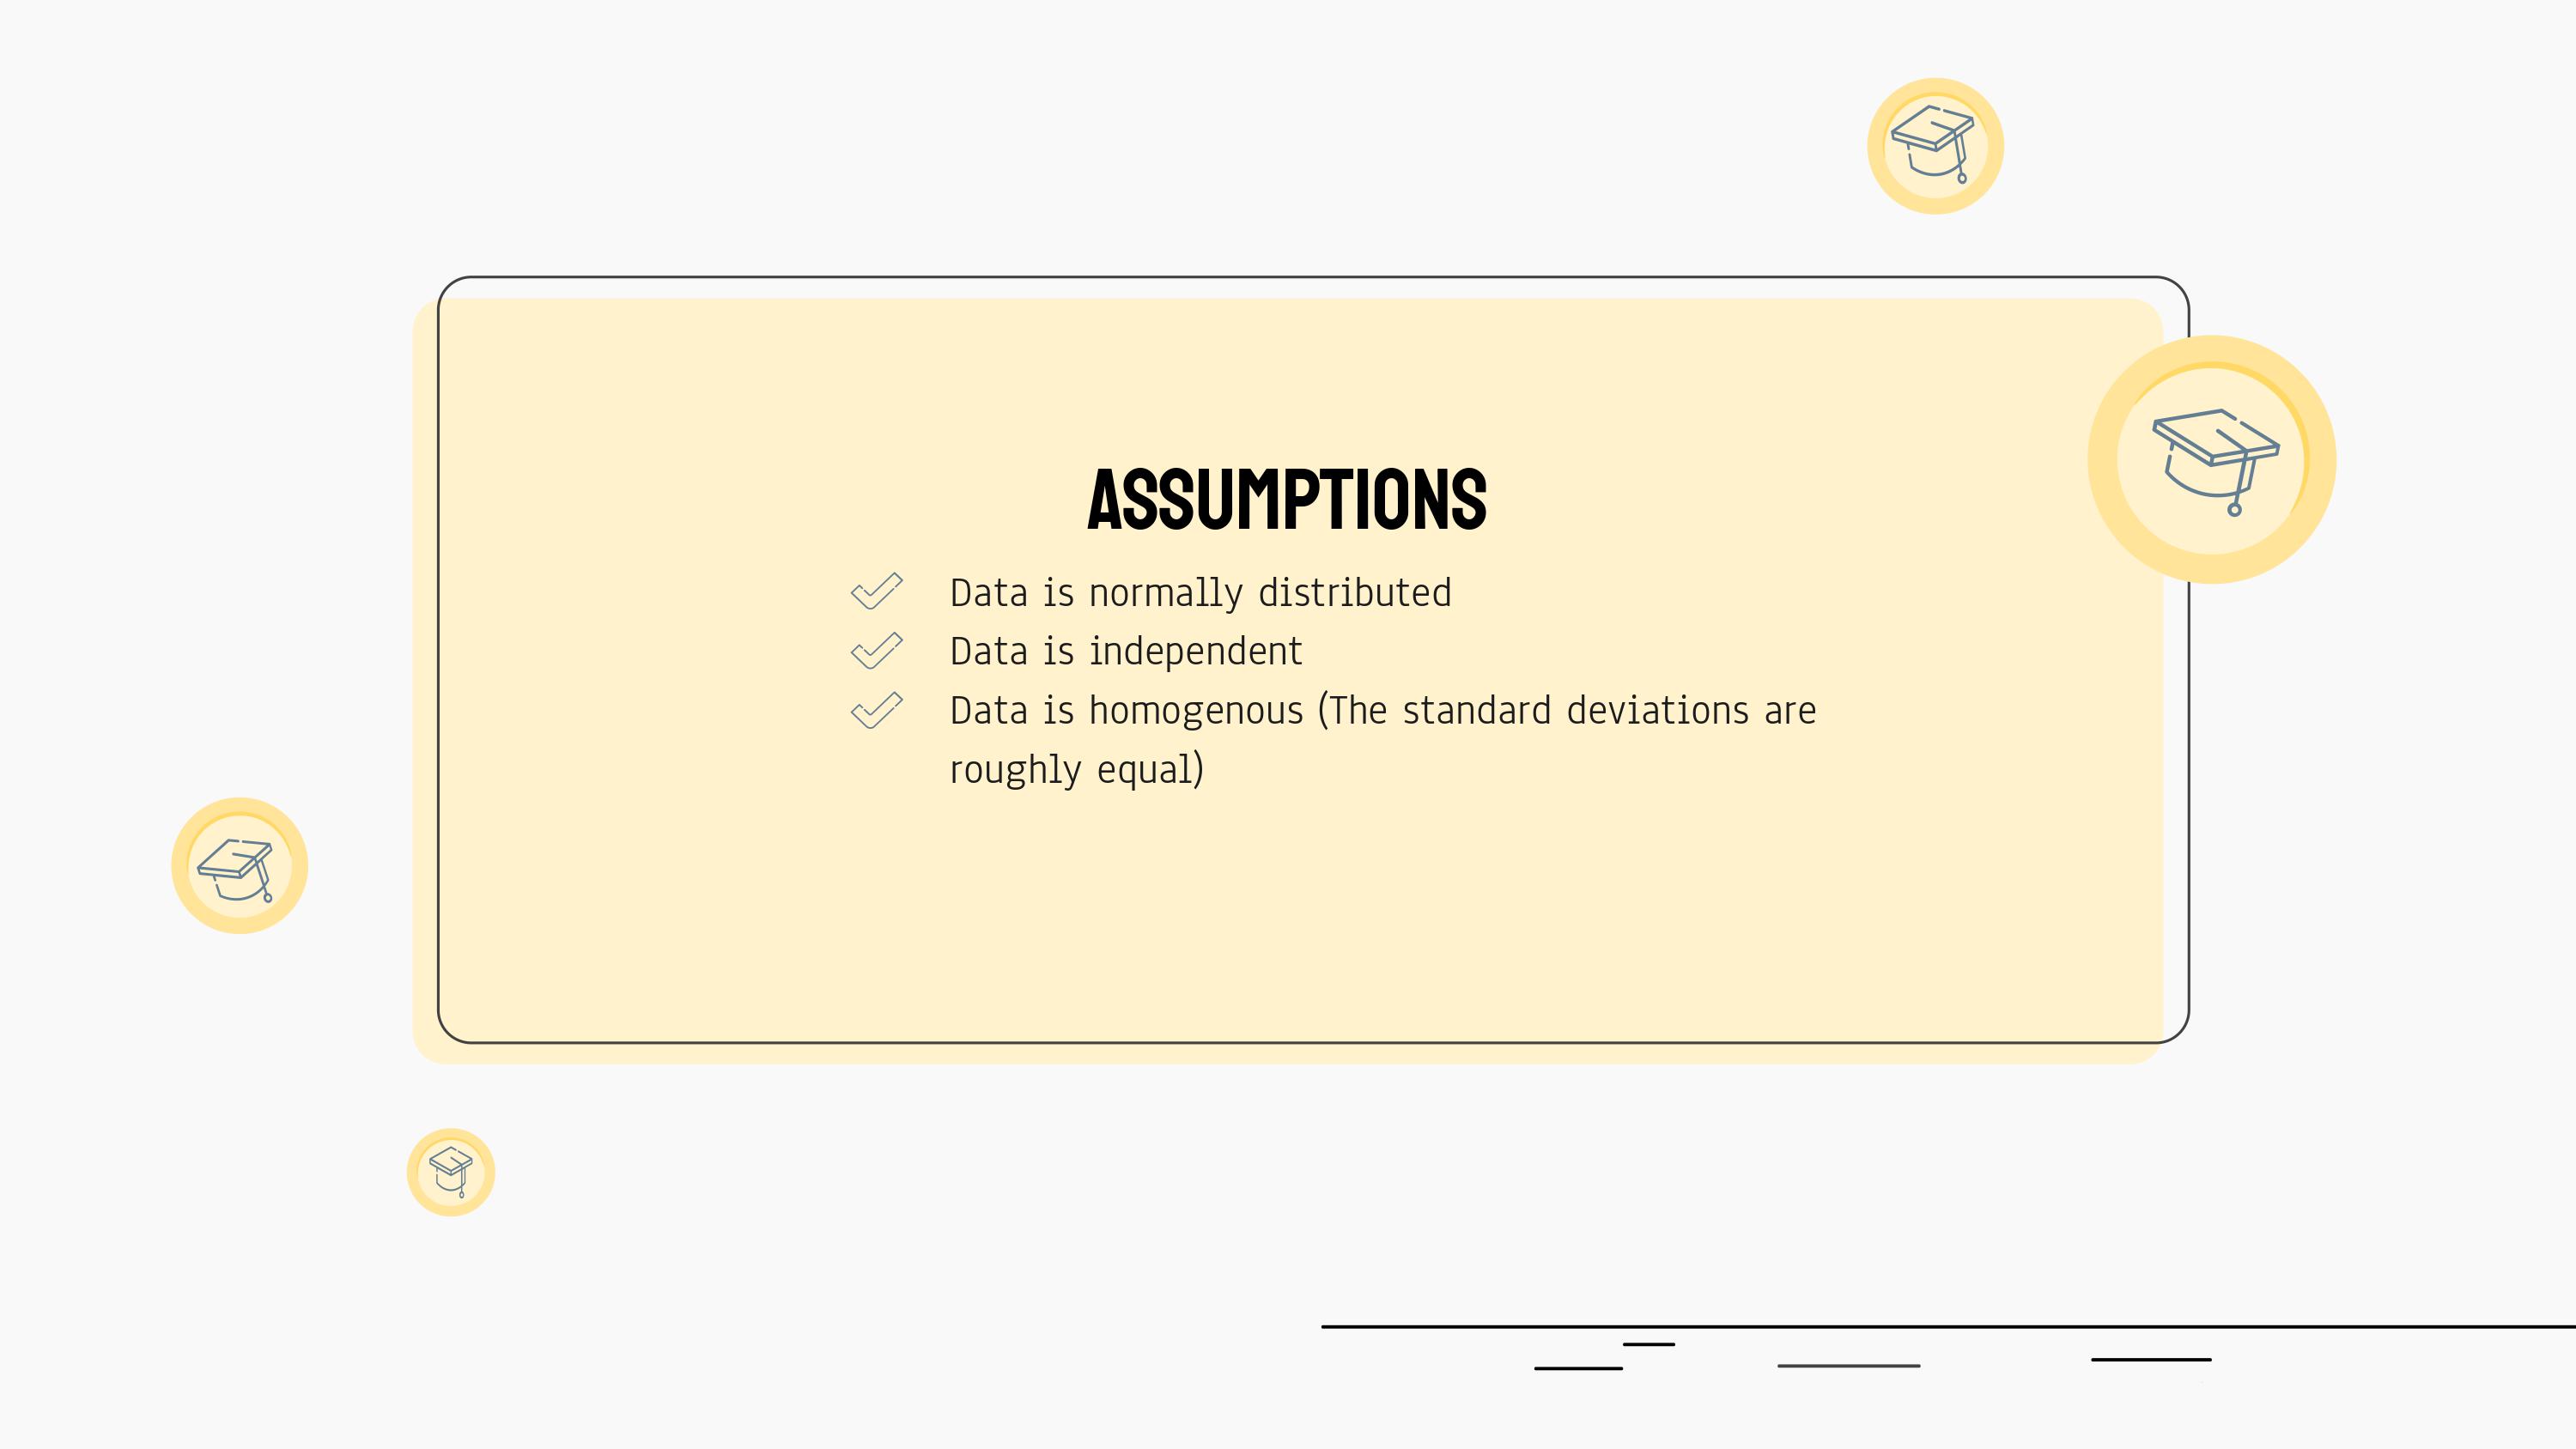 ASSUMPTIONS
Data is normally distributed
Data is independent
Data is homogenous (The standard deviations are
roughly equal)